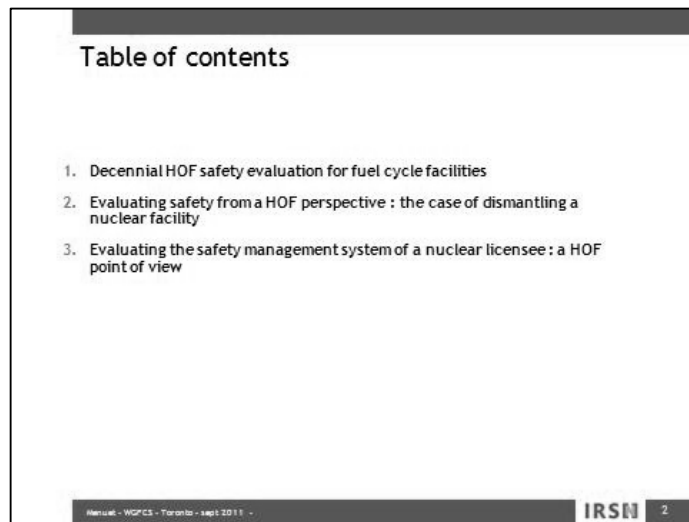 Table of contents
1. Decennial HOF safety evaluation for fuel cycle facilities
2. Evaluating safety from a HOF perspective : the case of dismantling a
nuclear facility
3. Evaluating the safety management system of a nuclear licensee : a HOF
point of view
Menuet - WGFCS - Toronto - sept 2011 -
IRSN 2